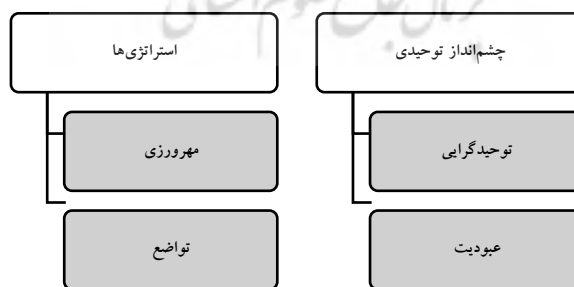 چشم‌انداز توحیدی
توحیدگرایی
عبودیت
استراتژی‌ها
مهرورزی
تواضع